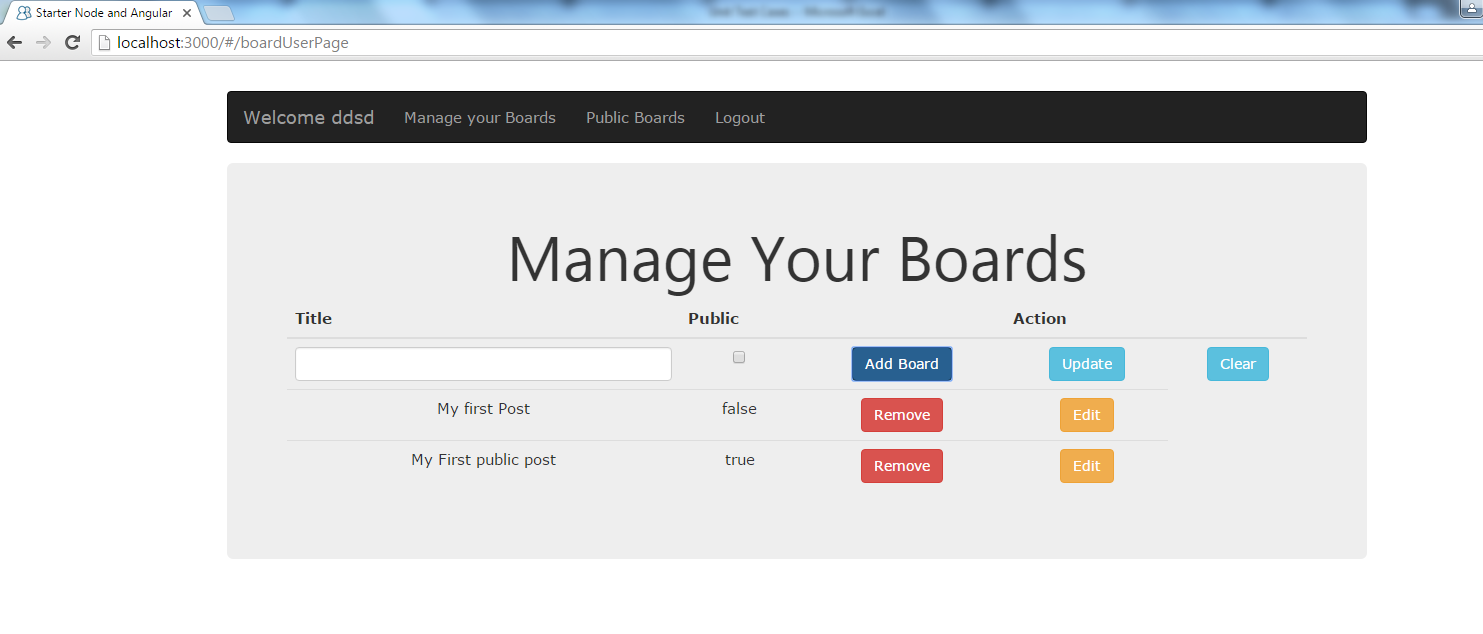 Starter Node and Angular
localhost:3000/#/boardUserPage
Welcome ddsd Manage your Boards Public Boards Logout
Manage Your Boards
Title Public Action
Add Board Update Clear
My first Post false Remove Edit
My First public post true Remove Edit